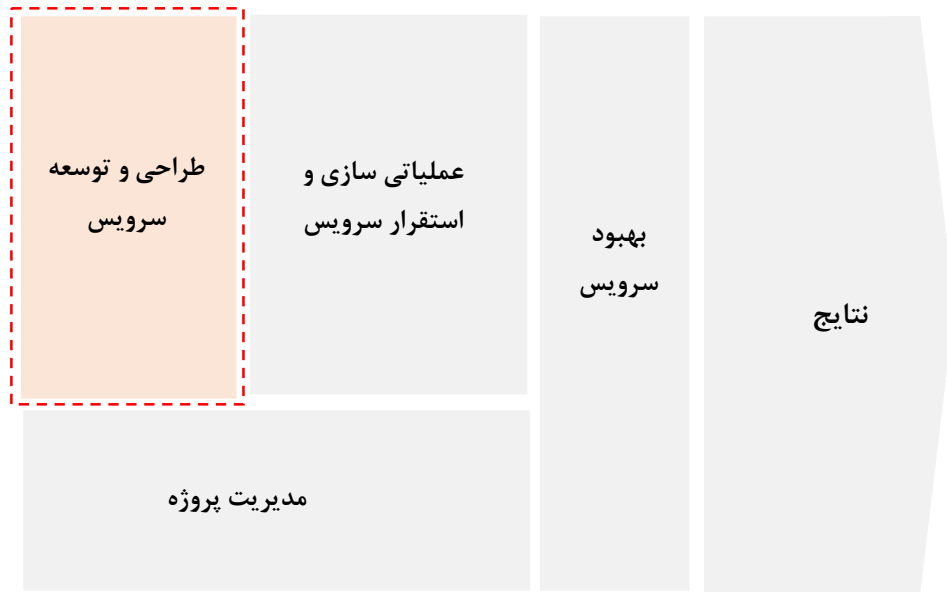 طراحی و توسعه
سرویس
عملیاتی سازی و
استقرار سرویس
بهبود
سرویس
نتایج
مدیریت پروژه